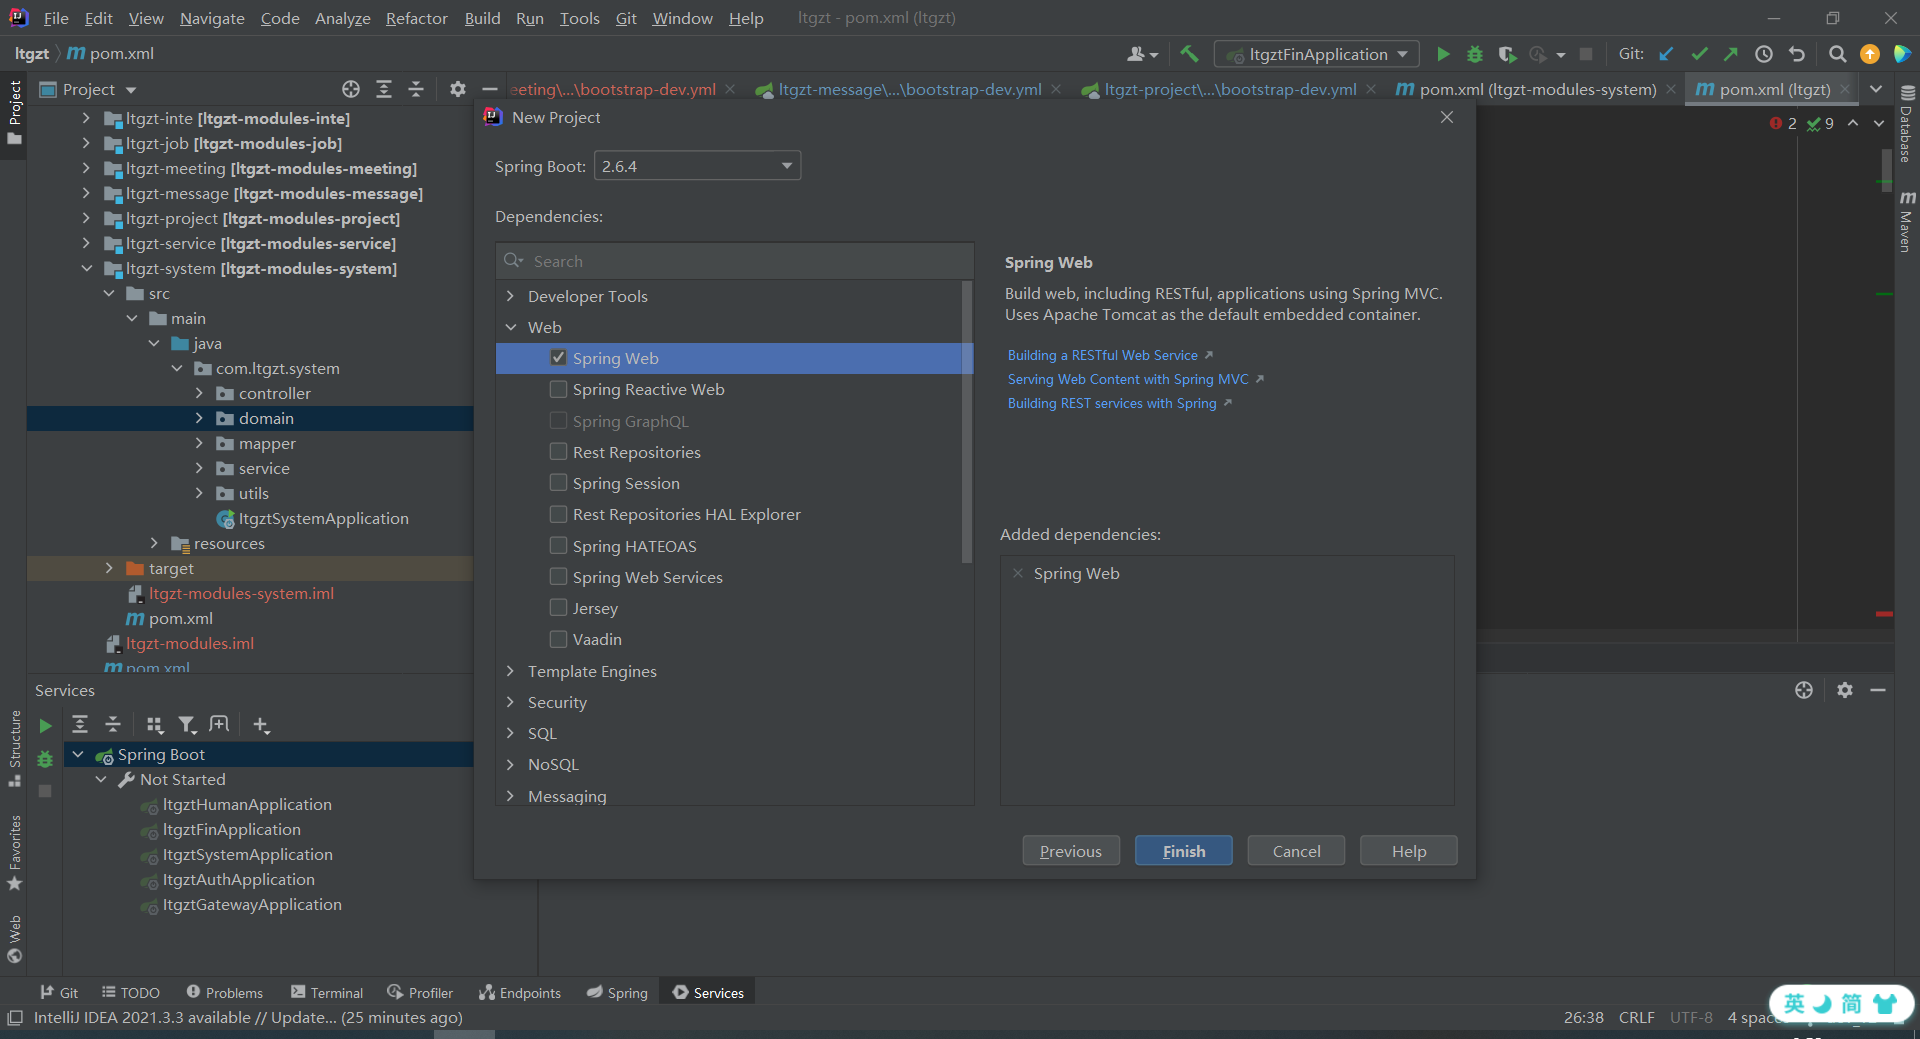 File Edit View Navigate Code Analyze Refactor Build Run Tools Git Window Help ltgzt - pom.xml (ltgzt)
ltgzt pom.xml
ltgztFinApplication
Git:
Project
eeting\...\bootstrap-dev.yml
ltgzt-message\...\bootstrap-dev.yml
ltgzt-project\...\bootstrap-dev.yml
pom.xml (ltgzt-modules-system)
pom.xml (ltgzt)
2 9
Project
Structure
Favorites
Web
Database
Maven
ltgzt-inte [ltgzt-modules-inte]
ltgzt-job [ltgzt-modules-job]
ltgzt-meeting [ltgzt-modules-meeting]
ltgzt-message [ltgzt-modules-message]
ltgzt-project [ltgzt-modules-project]
ltgzt-service [ltgzt-modules-service]
ltgzt-system [ltgzt-modules-system]
src
main
java
com.ltgzt.system
controller
domain
mapper
service
utils
ltgztSystemApplication
resources
target
ltgzt-modules-system.iml
pom.xml
ltgzt-modules.iml
pom.xml
New Project
Spring Boot: 2.6.4
Dependencies:
Search
Developer Tools
Web
Spring Web
Spring Reactive Web
Spring GraphQL
Rest Repositories
Spring Session
Rest Repositories HAL Explorer
Spring HATEOAS
Spring Web Services
Jersey
Vaadin
Template Engines
Security
SQL
NoSQL
Messaging
Spring Web
Build web, including RESTful, applications using Spring MVC.
Uses Apache Tomcat as the default embedded container.
Building a RESTful Web Service
Serving Web Content with Spring MVC
Building REST services with Spring
Added dependencies:
Spring Web
Previous Finish Cancel Help
Services
Spring Boot
Not Started
ltgztHumanApplication
ltgztFinApplication
ltgztSystemApplication
ltgztAuthApplication
ltgztGatewayApplication
Git TODO Problems Terminal Profiler Endpoints Spring Services
IntelliJ IDEA 2021.3.3 available // Update... (25 minutes ago)
26:38 CRLF UTF-8 4 spac
英 简